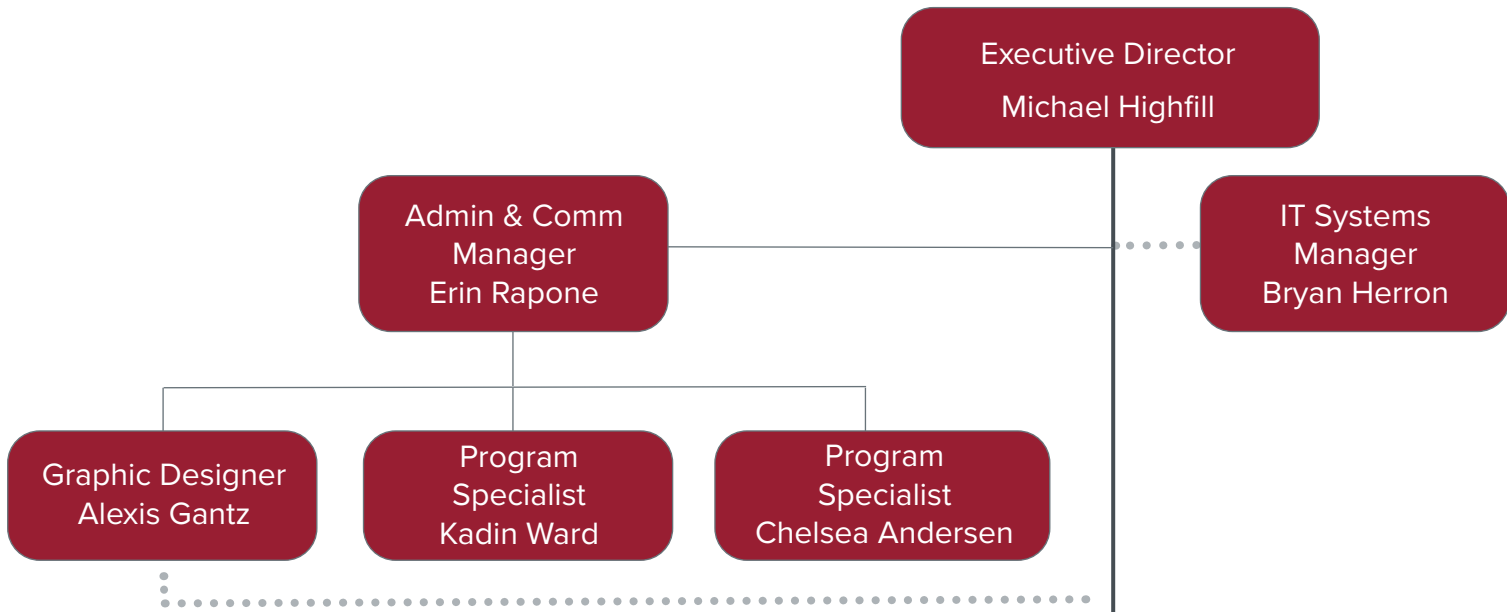 Executive Director
Michael Highfill
Admin & Comm
Manager
Erin Rapone
IT Systems
Manager
Bryan Herron
Graphic Designer
Alexis Gantz
Program
Specialist
Kadin Ward
Program
Specialist
Chelsea Andersen